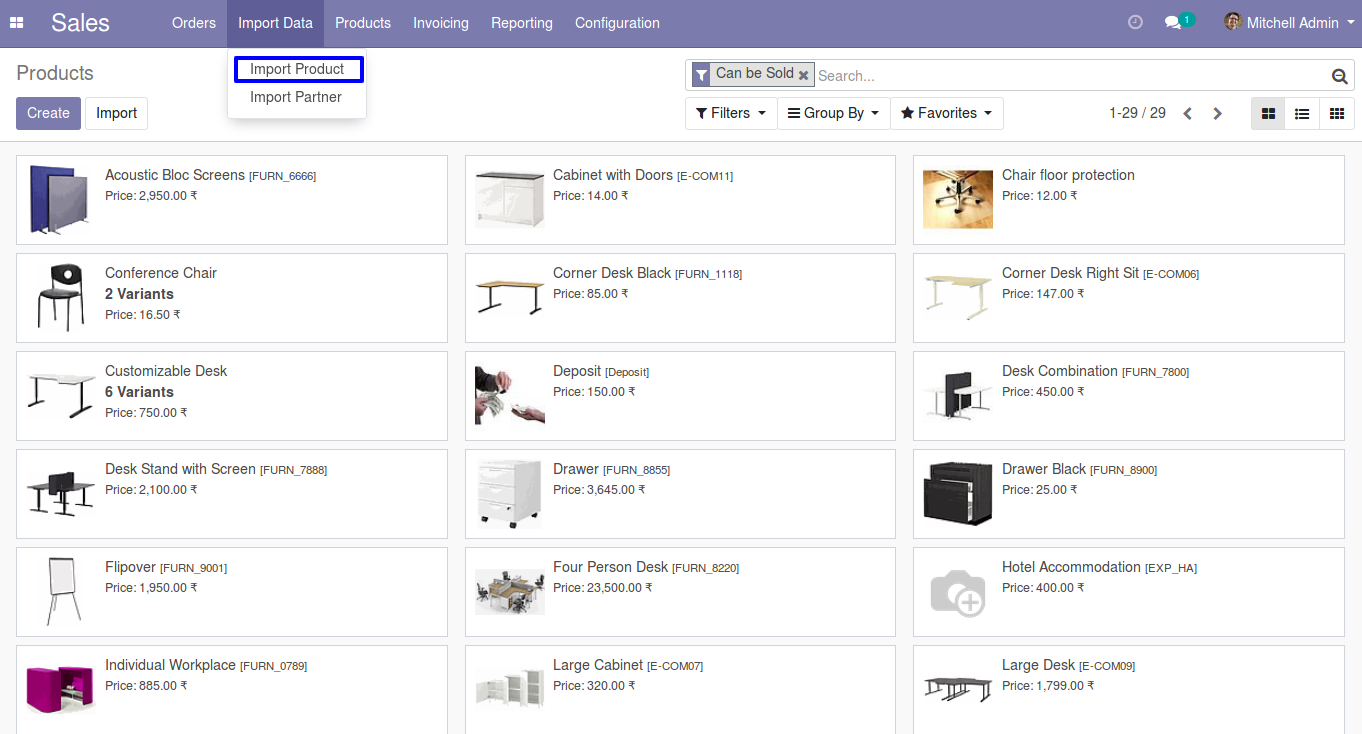 Sales Orders Import Data Products Invoicing Reporting Configuration 1 Mitchell Admin
Products
Import Product
Import Partner
Can be Sold Search...
Create Import
Filters Group By Favorites 1-29 / 29
Acoustic Bloc Screens [FURN_6666]
Price: 2,950.00 ₹
Cabinet with Doors [E-COM11]
Price: 14.00 ₹
Chair floor protection
Price: 12.00 ₹
Conference Chair
2 Variants
Price: 16.50 ₹
Corner Desk Black [FURN_1118]
Price: 85.00 ₹
Corner Desk Right Sit [E-COM06]
Price: 147.00 ₹
Customizable Desk
6 Variants
Price: 750.00 ₹
Deposit [Deposit]
Price: 150.00 ₹
Desk Combination [FURN_7800]
Price: 450.00 ₹
Desk Stand with Screen [FURN_7888]
Price: 2,100.00 ₹
Drawer [FURN_8855]
Price: 3,645.00 ₹
Drawer Black [FURN_8900]
Price: 25.00 ₹
Flipover [FURN_9001]
Price: 1,950.00 ₹
Four Person Desk [FURN_8220]
Price: 23,500.00 ₹
Hotel Accommodation [EXP_HA]
Price: 400.00 ₹
Individual Workplace [FURN_0789]
Price: 885.00 ₹
Large Cabinet [E-COM07]
Price: 320.00 ₹
Large Desk [E-COM09]
Price: 1,799.00 ₹